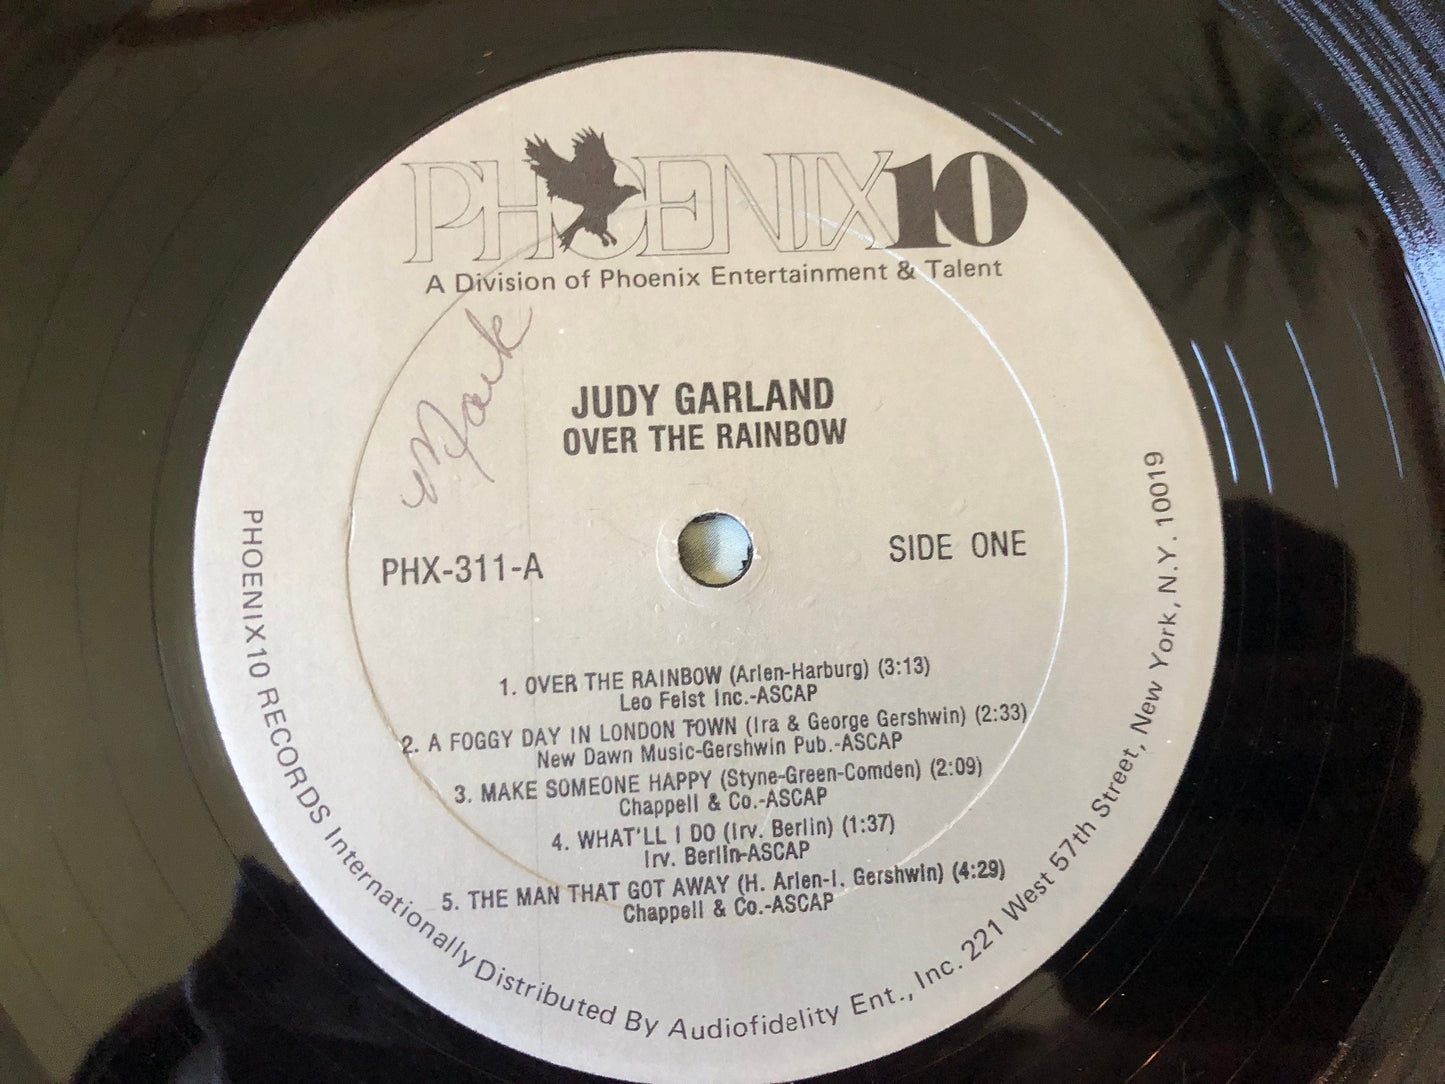 PHOENIX10
A Division of Phoenix Entertainment & Talent
Mark
JUDY GARLAND
OVER THE RAINBOW
PHX-311-A
SIDE ONE
1. OVER THE RAINBOW (Arlen-Harburg) (3:13)
Leo Feist Inc.-ASCAP
2. A FOGGY DAY IN LONDON TOWN (Ira & George Gershwin) (2:33)
New Dawn Music-Gershwin Pub.-ASCAP
3. MAKE SOMEONE HAPPY (Styne-Green-Comden) (2:09)
Chappell & Co.-ASCAP
4. WHAT'LL I DO (Irv. Berlin) (1:37)
Irv. Berlin-ASCAP
5. THE MAN THAT GOT AWAY (H. Arlen-I. Gershwin) (4:29)
Chappell & Co.-ASCAP
PHOENIX10 RECORDS Internationally Distributed By Audiofidelity Ent., Inc. 221 West 57th Street, New York, N.Y. 10019